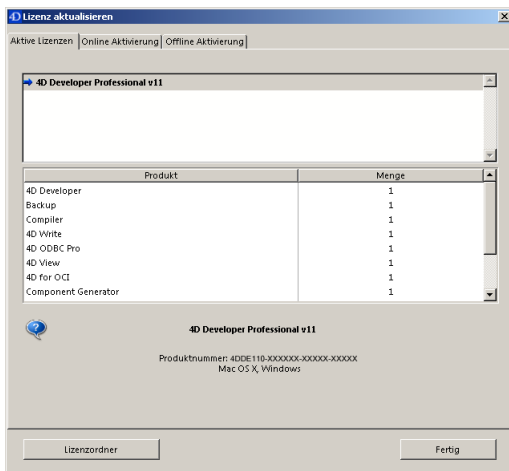 4D Lizenz aktualisieren
Aktive Lizenzen Online Aktivierung Offline Aktivierung
4D Developer Professional v11
Produkt Menge
4D Developer 1
Backup 1
Compiler 1
4D Write 1
4D ODBC Pro 1
4D View 1
4D for OCI 1
Component Generator 1
4D Developer Professional v11
Produktnummer: 4DDE110-XXXXXX-XXXXX-XXXXX
Mac OS X, Windows
Lizenzordner Fertig